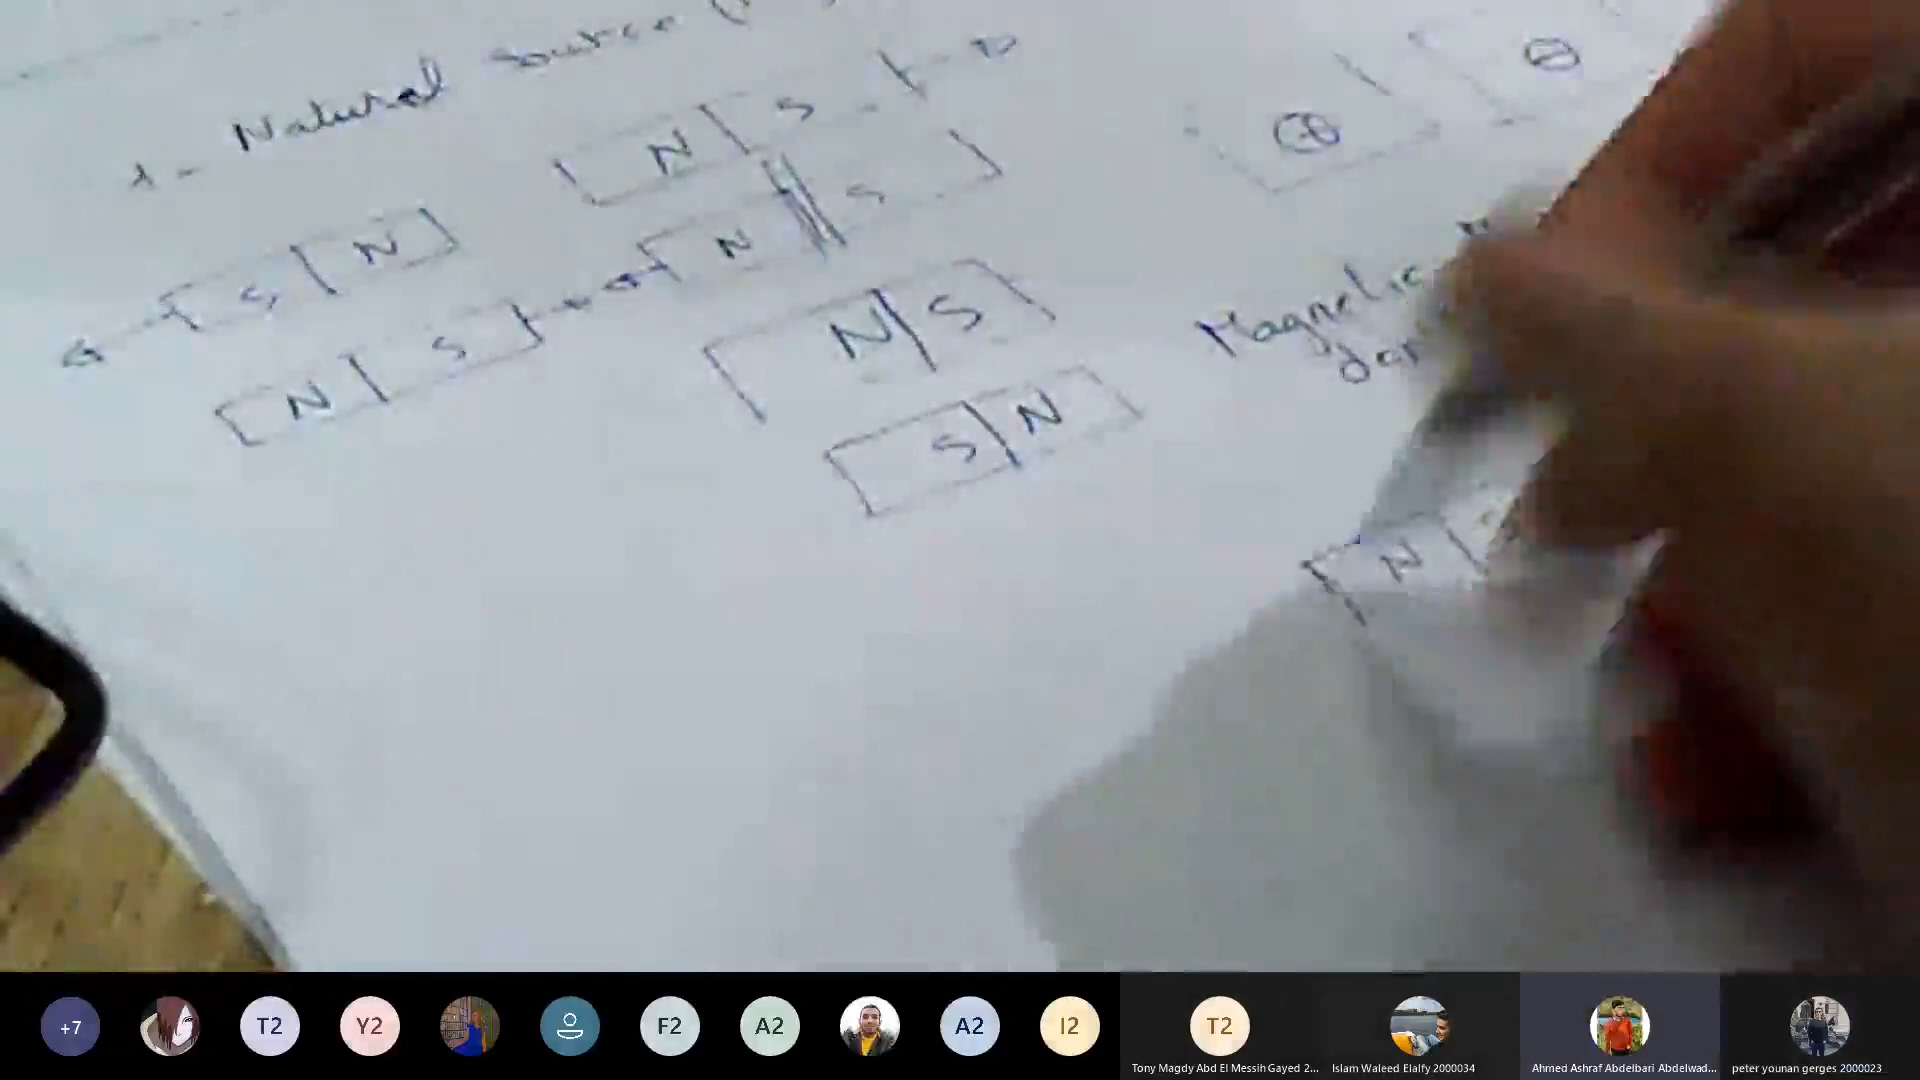 1- Natural source
N S
S N
N S
N S
N S
S N
+
-
Magnetic
N
+7
T2
Y2
F2
A2
A2
I2
T2
Tony Magdy Abd El Messih Gayed 2...
Islam Waleed Elalfy 2000034
Ahmed Ashraf Abdelbari Abdelwad...
peter younan gerges 2000023